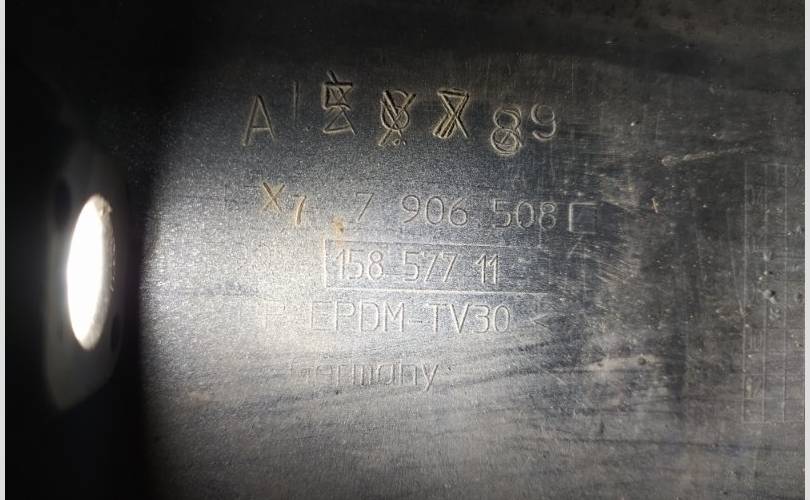 A 89
7 906 508
158 577 11
EPDM-TV30 <
Germany